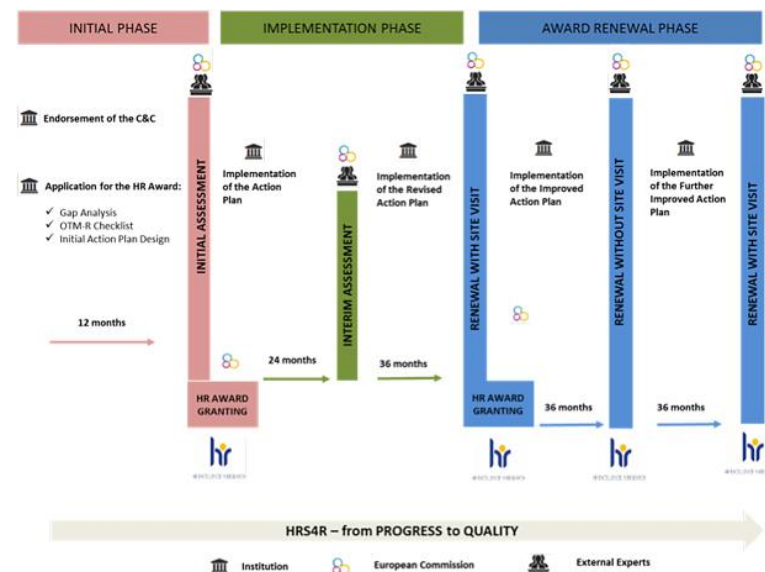 INITIAL PHASE
IMPLEMENTATION PHASE
AWARD RENEWAL PHASE
Endorsement of the C&C
Application for the HR Award:
✓ Gap Analysis
✓ OTM-R Checklist
✓ Initial Action Plan Design
12 months
INITIAL ASSESSMENT
HR AWARD
GRANTING
hr
Implementation
of the Action
Plan
24 months
INTERIM ASSESSMENT
Implementation
of the Revised
Action Plan
36 months
RENEWAL WITH SITE VISIT
HR AWARD
GRANTING
hr
Implementation
of the Improved
Action Plan
36 months
RENEWAL WITHOUT SITE VISIT
hr
Implementation
of the Further
Improved Action
Plan
36 months
RENEWAL WITH SITE VISIT
hr
HRS4R – from PROGRESS to QUALITY
Institution
European Commission
External Experts